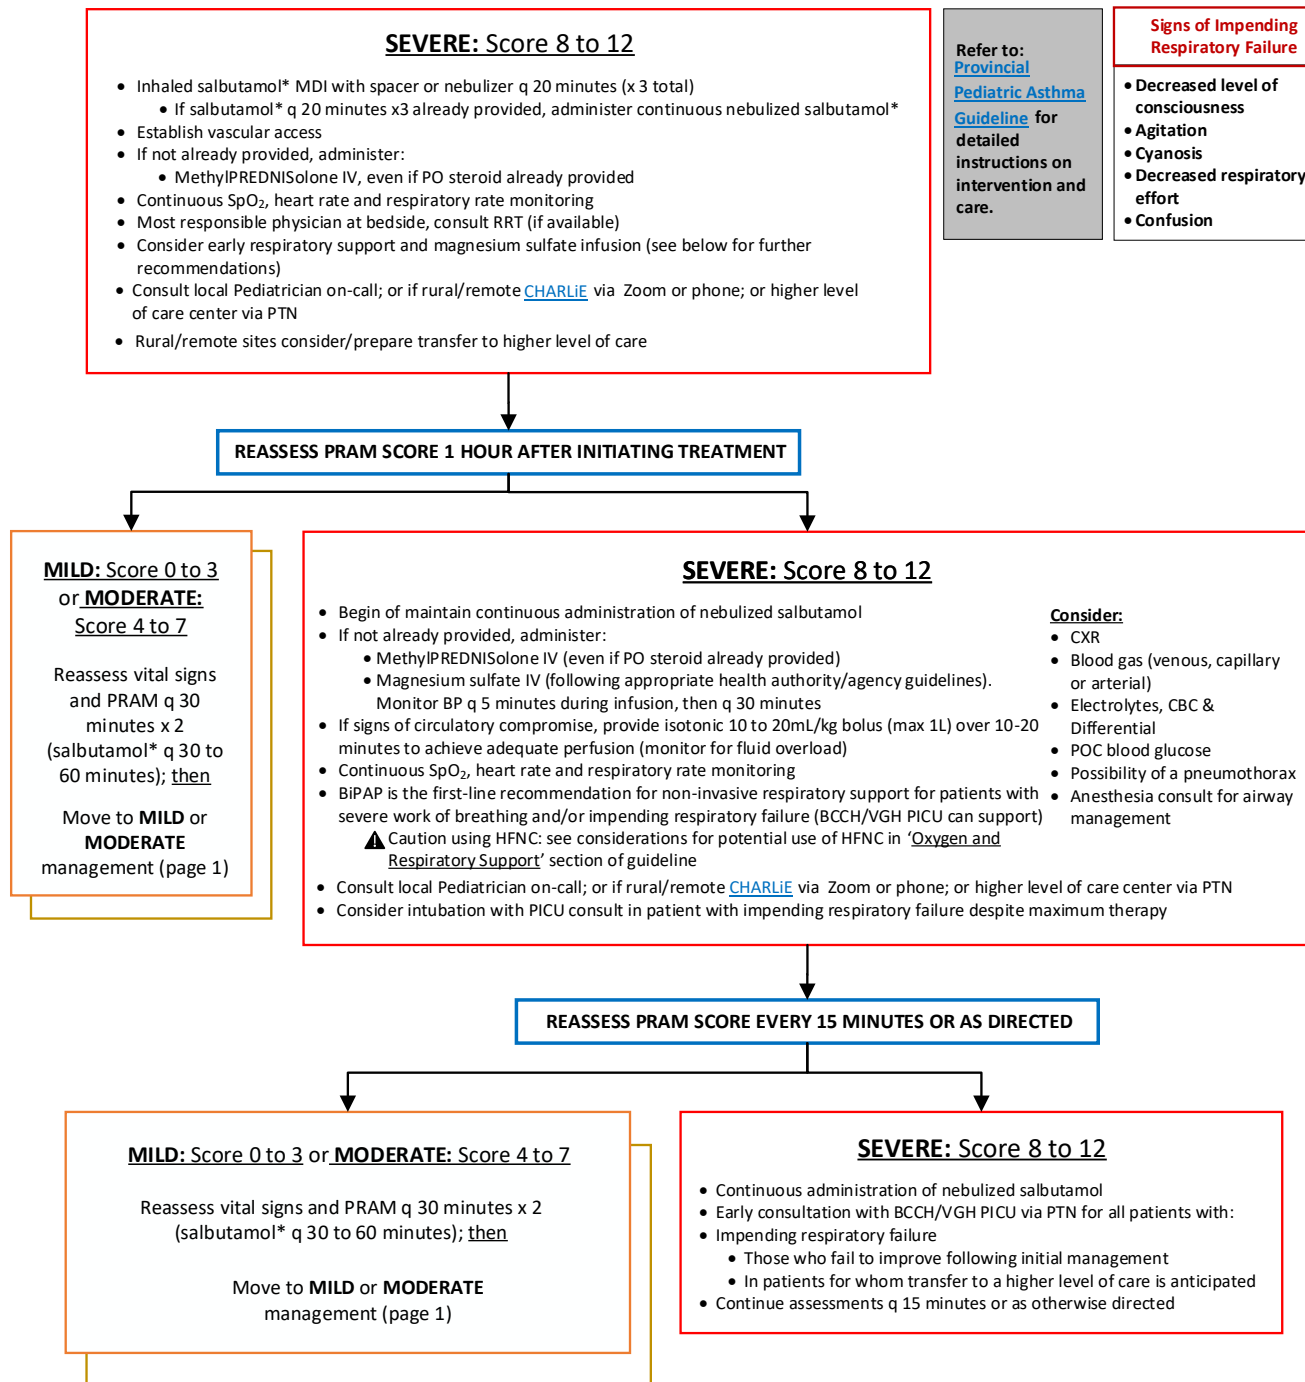 SEVERE: Score 8 to 12
• Inhaled salbutamol* MDI with spacer or nebulizer q 20 minutes (x 3 total)
• If salbutamol* q 20 minutes x3 already provided, administer continuous nebulized salbutamol*
• Establish vascular access
• If not already provided, administer:
• MethylPREDNISolone IV, even if PO steroid already provided
• Continuous SpO₂, heart rate and respiratory rate monitoring
• Most responsible physician at bedside, consult RRT (if available)
• Consider early respiratory support and magnesium sulfate infusion (see below for further
recommendations)
• Consult local Pediatrician on-call; or if rural/remote CHARLiE via Zoom or phone; or higher level
of care center via PTN
• Rural/remote sites consider/prepare transfer to higher level of care
Refer to:
Provincial
Pediatric Asthma
Guideline for
detailed
instructions on
intervention and
care.
Signs of Impending
Respiratory Failure
• Decreased level of
consciousness
• Agitation
• Cyanosis
• Decreased respiratory
effort
• Confusion
REASSESS PRAM SCORE 1 HOUR AFTER INITIATING TREATMENT
MILD: Score 0 to 3
or MODERATE:
Score 4 to 7
Reassess vital signs
and PRAM q 30
minutes x 2
(salbutamol* q 30 to
60 minutes); then
Move to MILD or
MODERATE
management (page 1)
SEVERE: Score 8 to 12
• Begin of maintain continuous administration of nebulized salbutamol
• If not already provided, administer:
• MethylPREDNISolone IV (even if PO steroid already provided)
• Magnesium sulfate IV (following appropriate health authority/agency guidelines).
Monitor BP q 5 minutes during infusion, then q 30 minutes
• If signs of circulatory compromise, provide isotonic 10 to 20mL/kg bolus (max 1L) over 10-20
minutes to achieve adequate perfusion (monitor for fluid overload)
• Continuous SpO₂, heart rate and respiratory rate monitoring
• BiPAP is the first-line recommendation for non-invasive respiratory support for patients with
severe work of breathing and/or impending respiratory failure (BCCH/VGH PICU can support)
Caution using HFNC: see considerations for potential use of HFNC in 'Oxygen and
Respiratory Support' section of guideline
• Consult local Pediatrician on-call; or if rural/remote CHARLiE via Zoom or phone; or higher level of care center via PTN
• Consider intubation with PICU consult in patient with impending respiratory failure despite maximum therapy
Consider:
• CXR
• Blood gas (venous, capillary
or arterial)
• Electrolytes, CBC &
Differential
• POC blood glucose
• Possibility of a pneumothorax
• Anesthesia consult for airway
management
REASSESS PRAM SCORE EVERY 15 MINUTES OR AS DIRECTED
MILD: Score 0 to 3 or MODERATE: Score 4 to 7
Reassess vital signs and PRAM q 30 minutes x 2
(salbutamol* q 30 to 60 minutes); then
Move to MILD or MODERATE
management (page 1)
SEVERE: Score 8 to 12
• Continuous administration of nebulized salbutamol
• Early consultation with BCCH/VGH PICU via PTN for all patients with:
• Impending respiratory failure
• Those who fail to improve following initial management
• In patients for whom transfer to a higher level of care is anticipated
• Continue assessments q 15 minutes or as otherwise directed